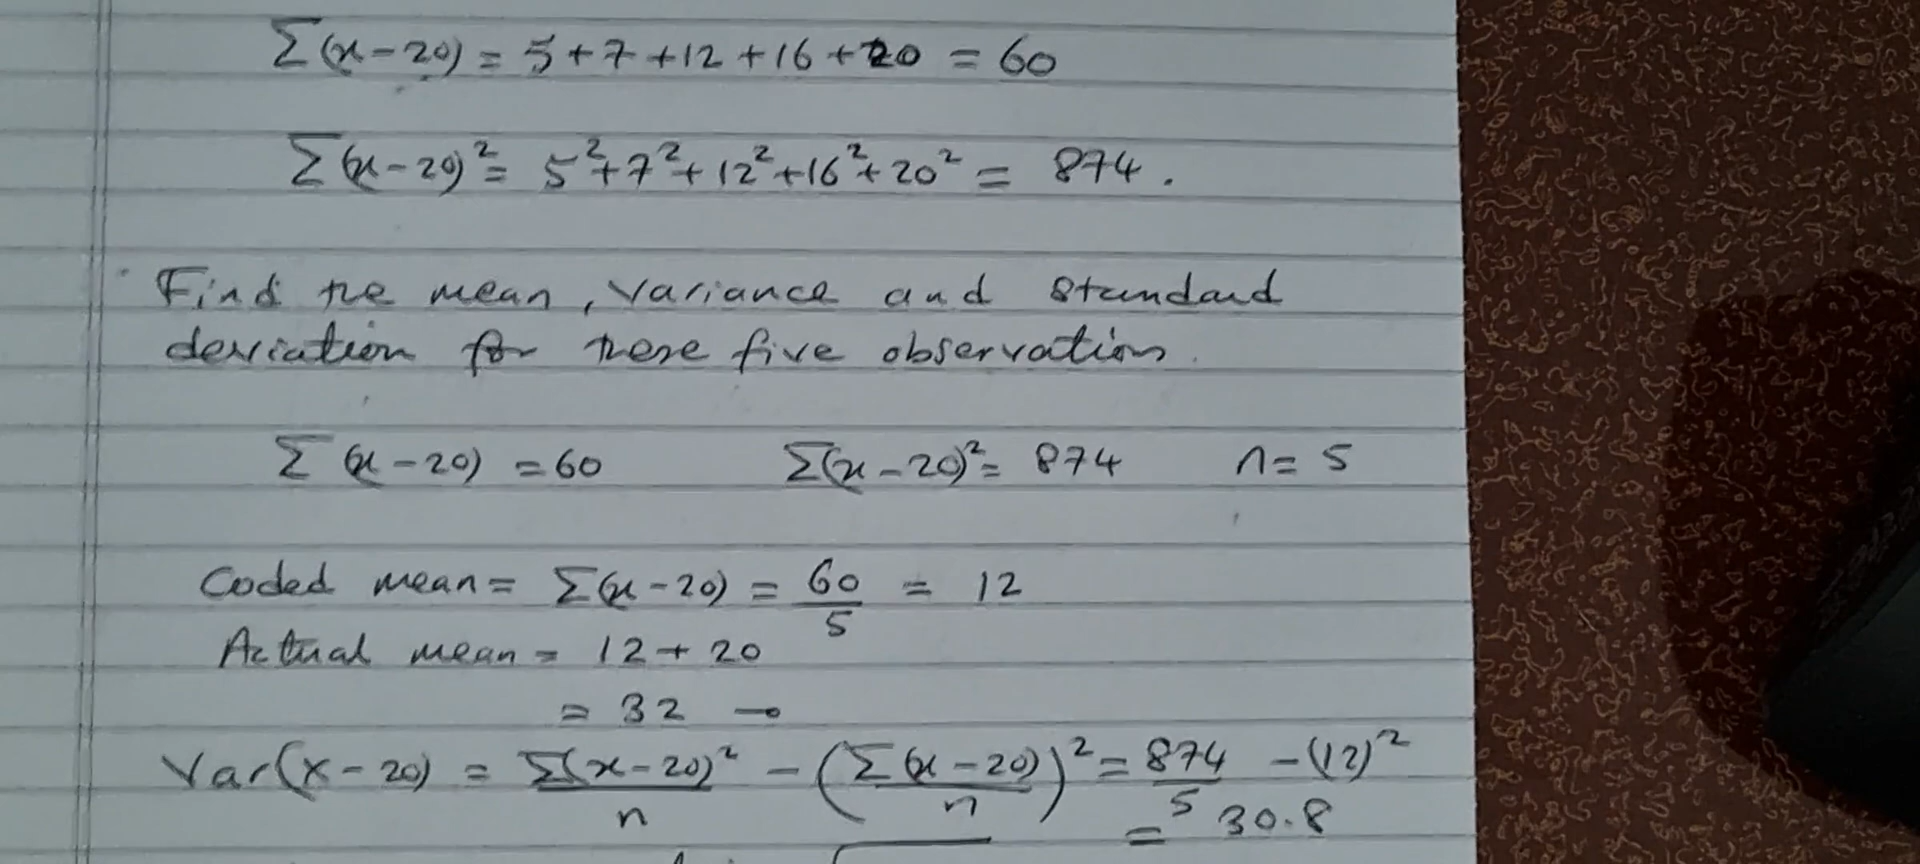 Σ(x-20) = 5+7+12+16+20 = 60
Σ(x-20)² = 5²+7²+12²+16²+20² = 874.
Find the mean, variance and standard
deviation for these five observations.
Σ(x-20) = 60 Σ(x-20)² = 874 n = 5
Coded mean = Σ(x-20) = 60/5 = 12
Actual mean = 12 + 20
= 32
Var(x-20) = Σ(x-20)²/n - (Σ(x-20)/n)² = 874/5 - (12)²
= 30.8